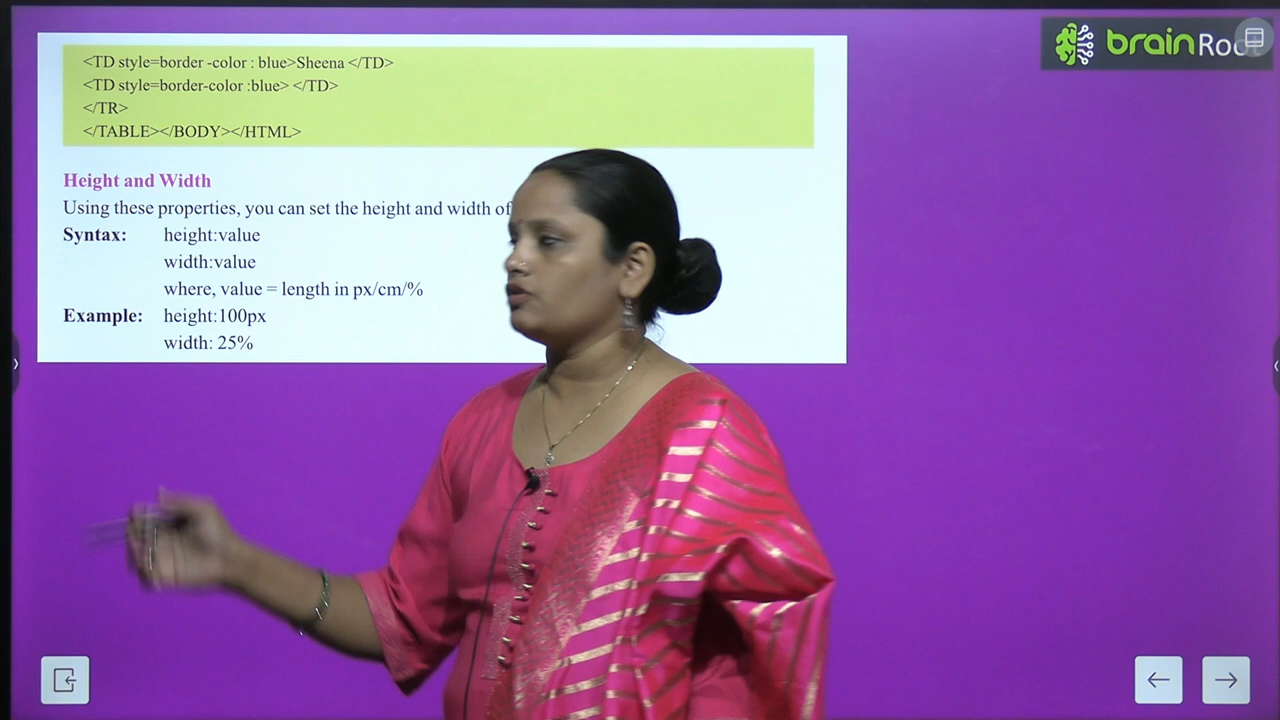 <TD style=border -color : blue>Sheena </TD>
<TD style=border-color :blue> </TD>
</TR>
</TABLE></BODY></HTML>
brain
Height and Width
Using these properties, you can set the height and width of
Syntax: height:value
width:value
where, value = length in px/cm/%
Example: height:100px
width: 25%